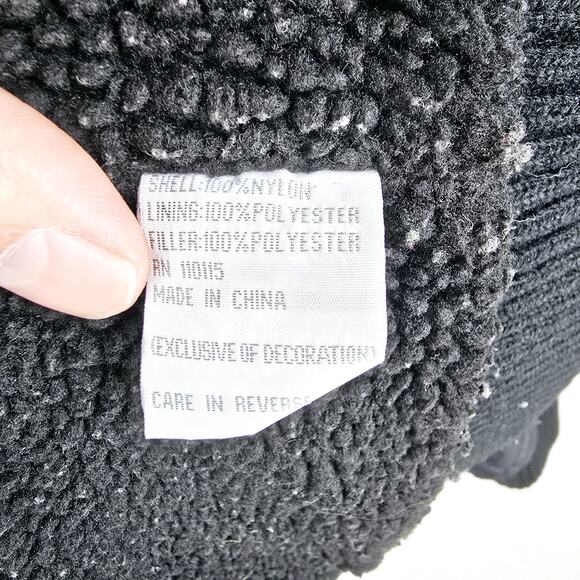 SHELL:100%NYLON
LINING:100%POLYESTER
FILLER:100%POLYESTER
RN 110115
MADE IN CHINA
(EXCLUSIVE OF DECORATION)
CARE IN REVERSE